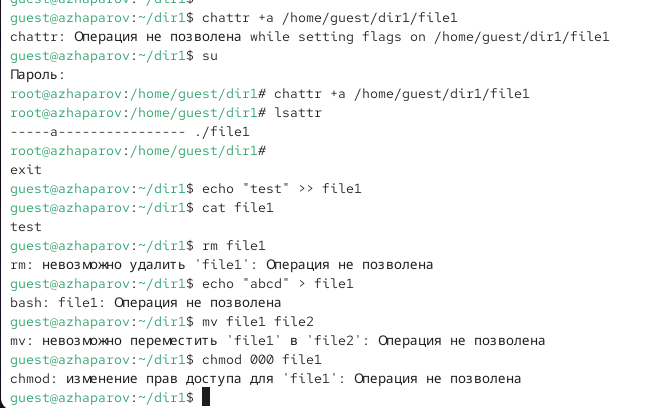 guest@azhaparov:~/dir1$ chattr +a /home/guest/dir1/file1
chattr: Операция не позволена while setting flags on /home/guest/dir1/file1
guest@azhaparov:~/dir1$ su
Пароль:
root@azhaparov:/home/guest/dir1# chattr +a /home/guest/dir1/file1
root@azhaparov:/home/guest/dir1# lsattr
-----a---------------- ./file1
root@azhaparov:/home/guest/dir1#
exit
guest@azhaparov:~/dir1$ echo "test" >> file1
guest@azhaparov:~/dir1$ cat file1
test
guest@azhaparov:~/dir1$ rm file1
rm: невозможно удалить 'file1': Операция не позволена
guest@azhaparov:~/dir1$ echo "abcd" > file1
bash: file1: Операция не позволена
guest@azhaparov:~/dir1$ mv file1 file2
mv: невозможно переместить 'file1' в 'file2': Операция не позволена
guest@azhaparov:~/dir1$ chmod 000 file1
chmod: изменение прав доступа для 'file1': Операция не позволена
guest@azhaparov:~/dir1$